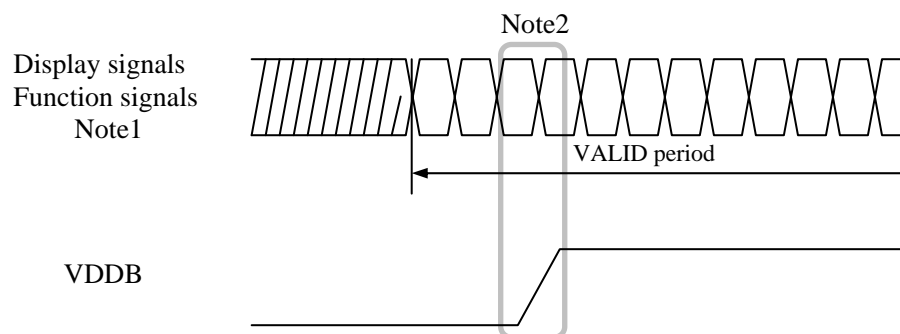 Note2
Display signals
Function signals
Note1
VALID period
VDDB